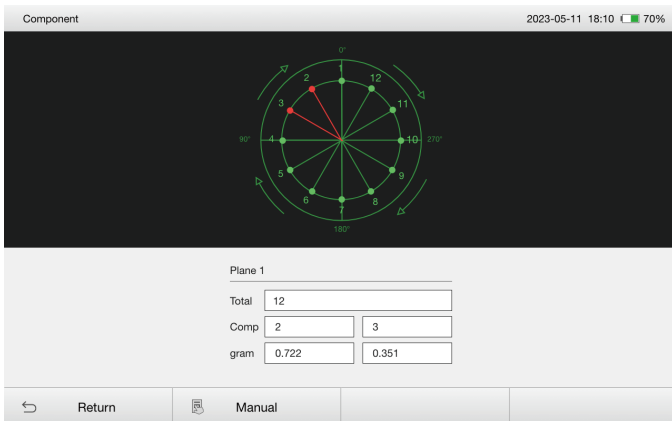 Component
2023-05-11 18:10 70%
0°
1
2
12
3
11
90°
4
10
270°
5
9
6
8
7
180°
Plane 1
Total 12
Comp 2 3
gram 0.722 0.351
Return
Manual